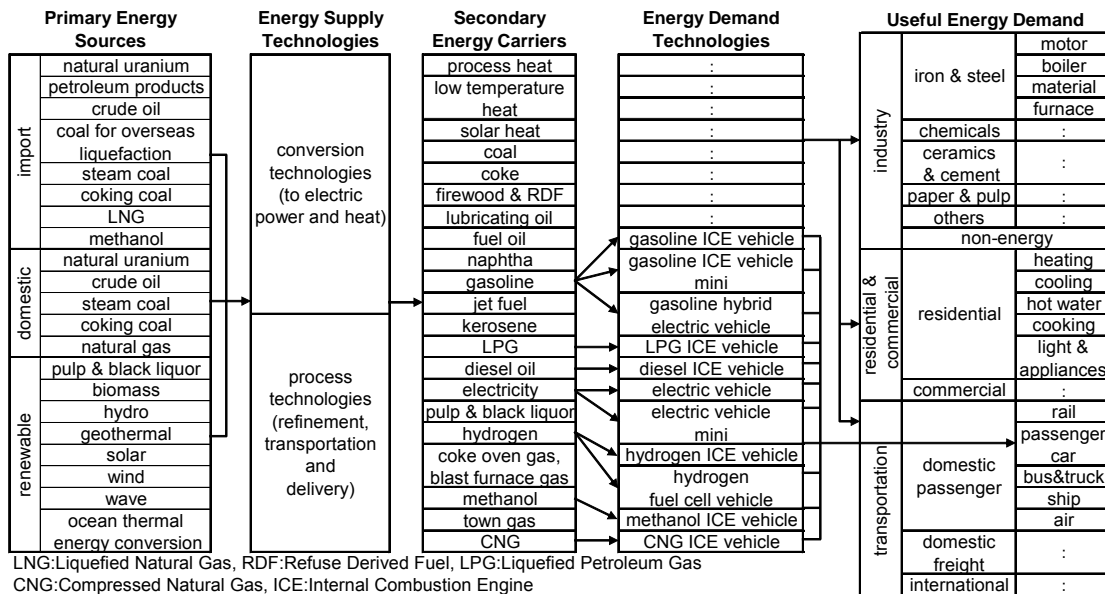 Primary Energy
Sources
Energy Supply
Technologies
Secondary
Energy Carriers
Energy Demand
Technologies
Useful Energy Demand
import
natural uranium
petroleum products
crude oil
coal for overseas
liquefaction
steam coal
coking coal
LNG
methanol
domestic
natural uranium
crude oil
steam coal
coking coal
natural gas
renewable
pulp & black liquor
biomass
hydro
geothermal
solar
wind
wave
ocean thermal
energy conversion
conversion
technologies
(to electric
power and heat)
process
technologies
(refinement,
transportation
and
delivery)
process heat
low temperature
heat
solar heat
coal
coke
firewood & RDF
lubricating oil
fuel oil
naphtha
gasoline
jet fuel
kerosene
LPG
diesel oil
electricity
pulp & black liquor
hydrogen
coke oven gas,
blast furnace gas
methanol
town gas
CNG
:
:
:
:
:
:
:
:
gasoline ICE vehicle
gasoline ICE vehicle
mini
gasoline hybrid
electric vehicle
LPG ICE vehicle
diesel ICE vehicle
electric vehicle
electric vehicle
mini
hydrogen ICE vehicle
hydrogen
fuel cell vehicle
methanol ICE vehicle
CNG ICE vehicle
industry
iron & steel
motor
boiler
material
furnace
chemicals
:
ceramics
& cement
:
paper & pulp
:
others
:
non-energy
residential &
commercial
residential
heating
cooling
hot water
cooking
light &
appliances
commercial
:
transportation
domestic
passenger
rail
passenger
car
bus&truck
ship
air
domestic
freight
:
international
:
LNG:Liquefied Natural Gas, RDF:Refuse Derived Fuel, LPG:Liquefied Petroleum Gas
CNG:Compressed Natural Gas, ICE:Internal Combustion Engine